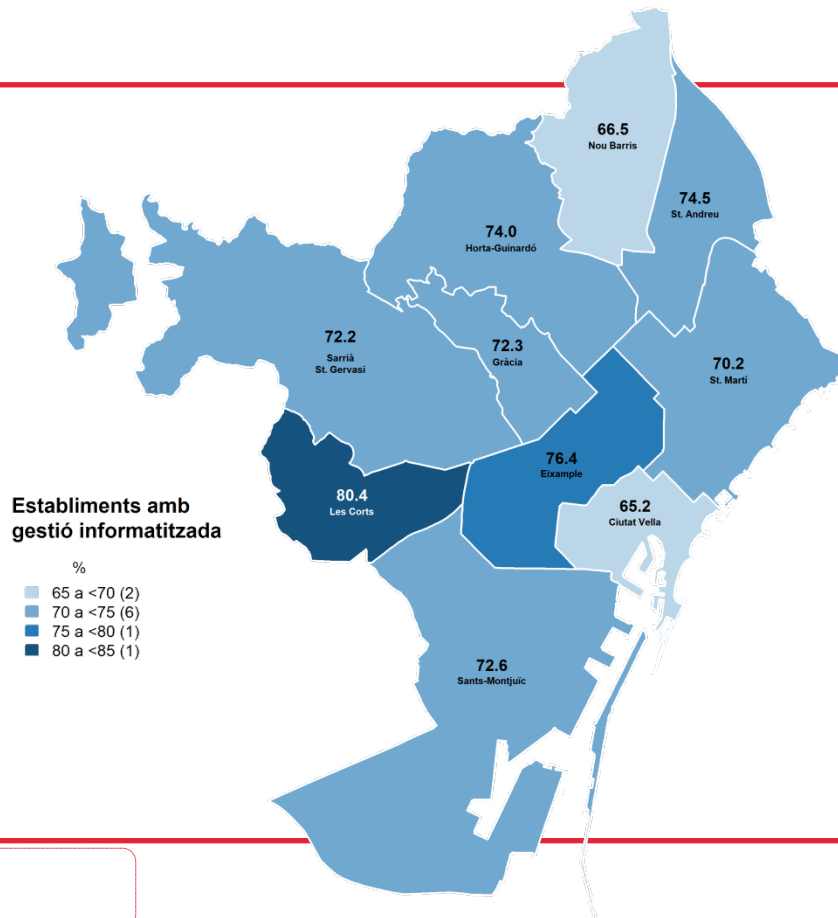 66.5
Nou Barris
74.5
St. Andreu
74.0
Horta-Guinardó
72.2
Sarrià
St. Gervasi
72.3
Gràcia
70.2
St. Martí
76.4
Eixample
80.4
Les Corts
65.2
Ciutat Vella
72.6
Sants-Montjuïc
Establiments amb
gestió informatitzada
%
65 a <70 (2)
70 a <75 (6)
75 a <80 (1)
80 a <85 (1)